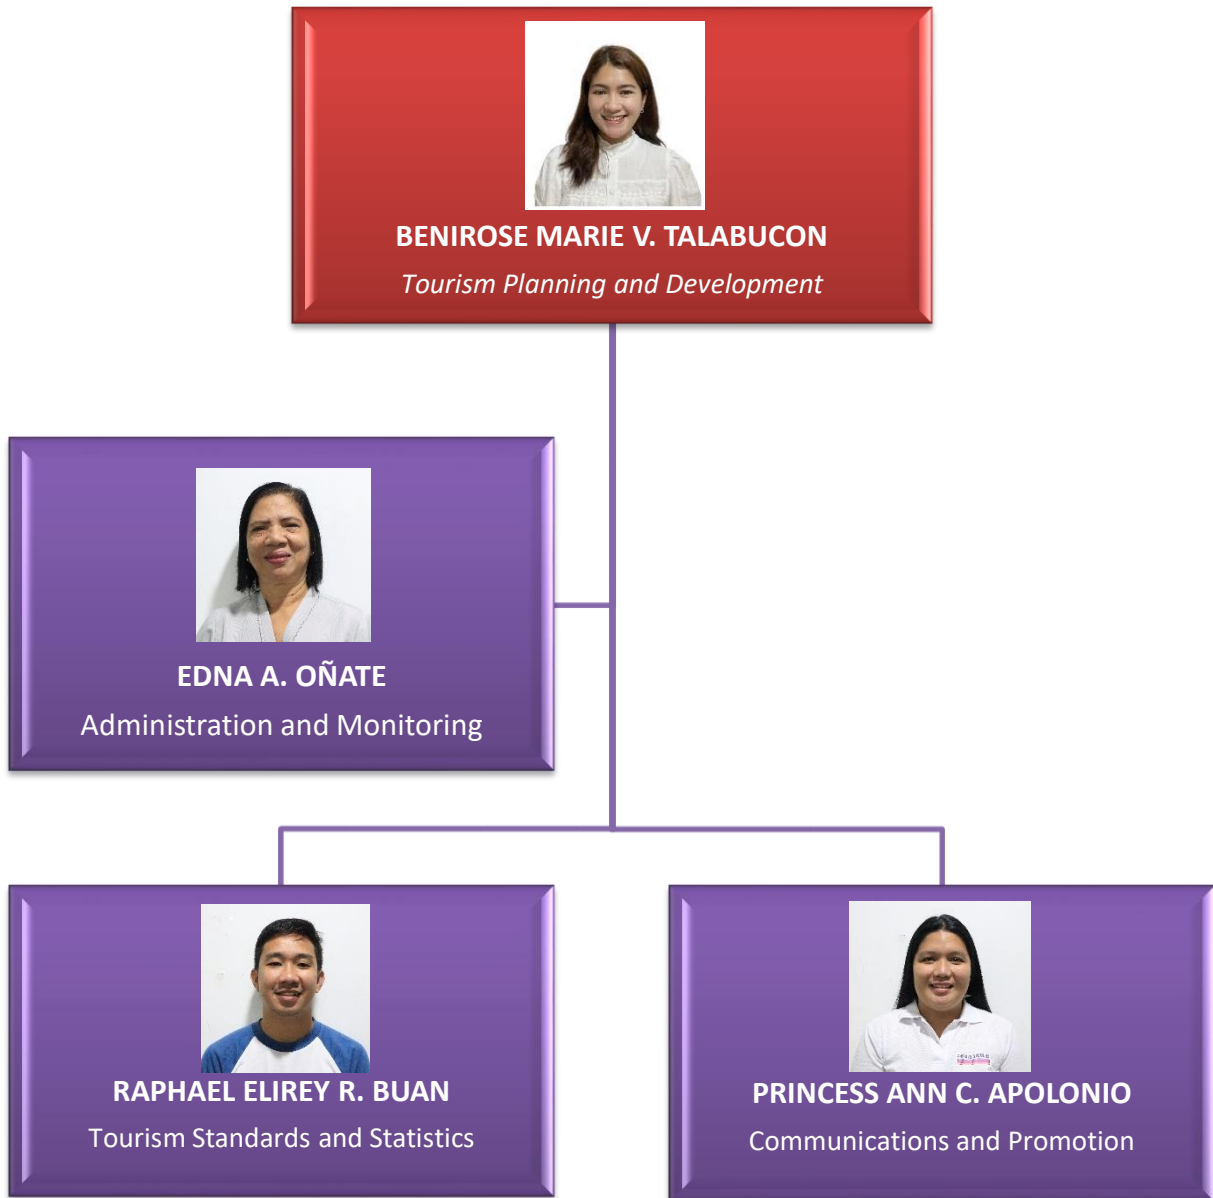 BENIROSE MARIE V. TALABUCON
Tourism Planning and Development
EDNA A. OÑATE
Administration and Monitoring
RAPHAEL ELIREY R. BUAN
Tourism Standards and Statistics
PRINCESS ANN C. APOLONIO
Communications and Promotion